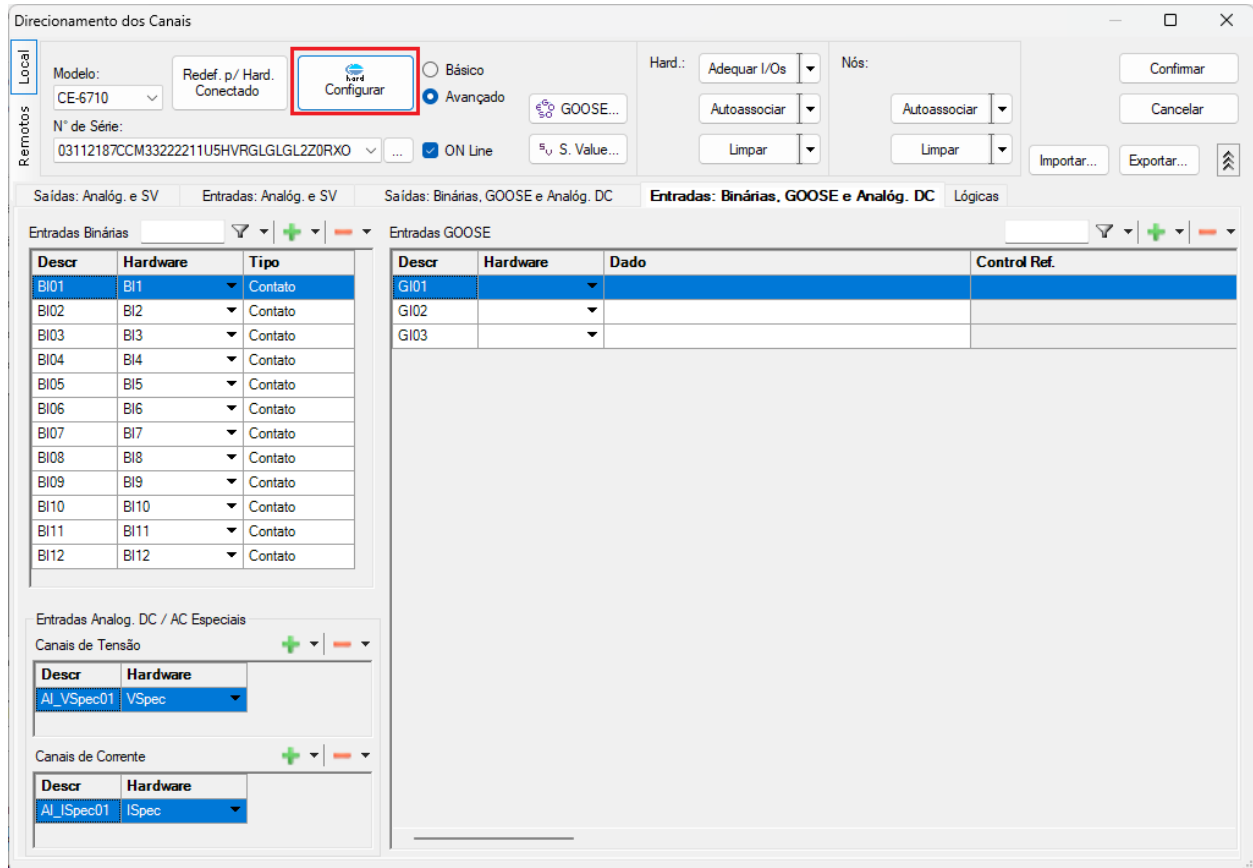 Direcionamento dos Canais
Local
Remotos
Modelo:
CE-6710
Redef. p/ Hard.
Conectado
hard
Configurar
Básico
Avançado
N° de Série:
03112187CCM33222211U5HVRGLGLGL2Z0RXO
...
ON Line
GOOSE...
S. Value...
Hard.:
Adequar I/Os
Autoassociar
Limpar
Nós:
Autoassociar
Limpar
Confirmar
Cancelar
Importar...
Exportar...
Saídas: Analóg. e SV
Entradas: Analóg. e SV
Saídas: Binárias, GOOSE e Analóg. DC
Entradas: Binárias, GOOSE e Analóg. DC
Lógicas
Entradas Binárias
Descr Hardware Tipo
BI01 BI1 Contato
BI02 BI2 Contato
BI03 BI3 Contato
BI04 BI4 Contato
BI05 BI5 Contato
BI06 BI6 Contato
BI07 BI7 Contato
BI08 BI8 Contato
BI09 BI9 Contato
BI10 BI10 Contato
BI11 BI11 Contato
BI12 BI12 Contato
Entradas Analog. DC / AC Especiais
Canais de Tensão
Descr Hardware
AI_VSpec01 VSpec
Canais de Corrente
Descr Hardware
AI_ISpec01 ISpec
Entradas GOOSE
Descr Hardware Dado Control Ref.
GI01
GI02
GI03